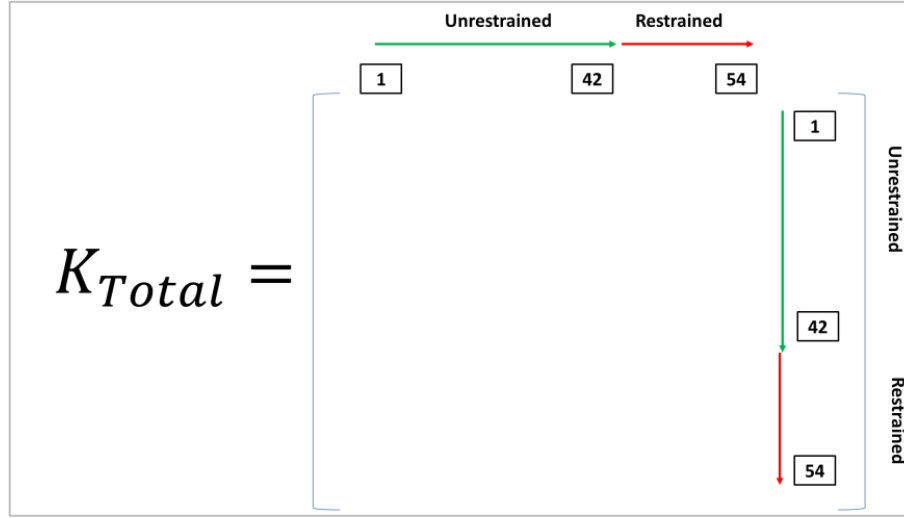 Unrestrained Restrained
1 42 54
1
Unrestrained
K_Total =
42
Restrained
54